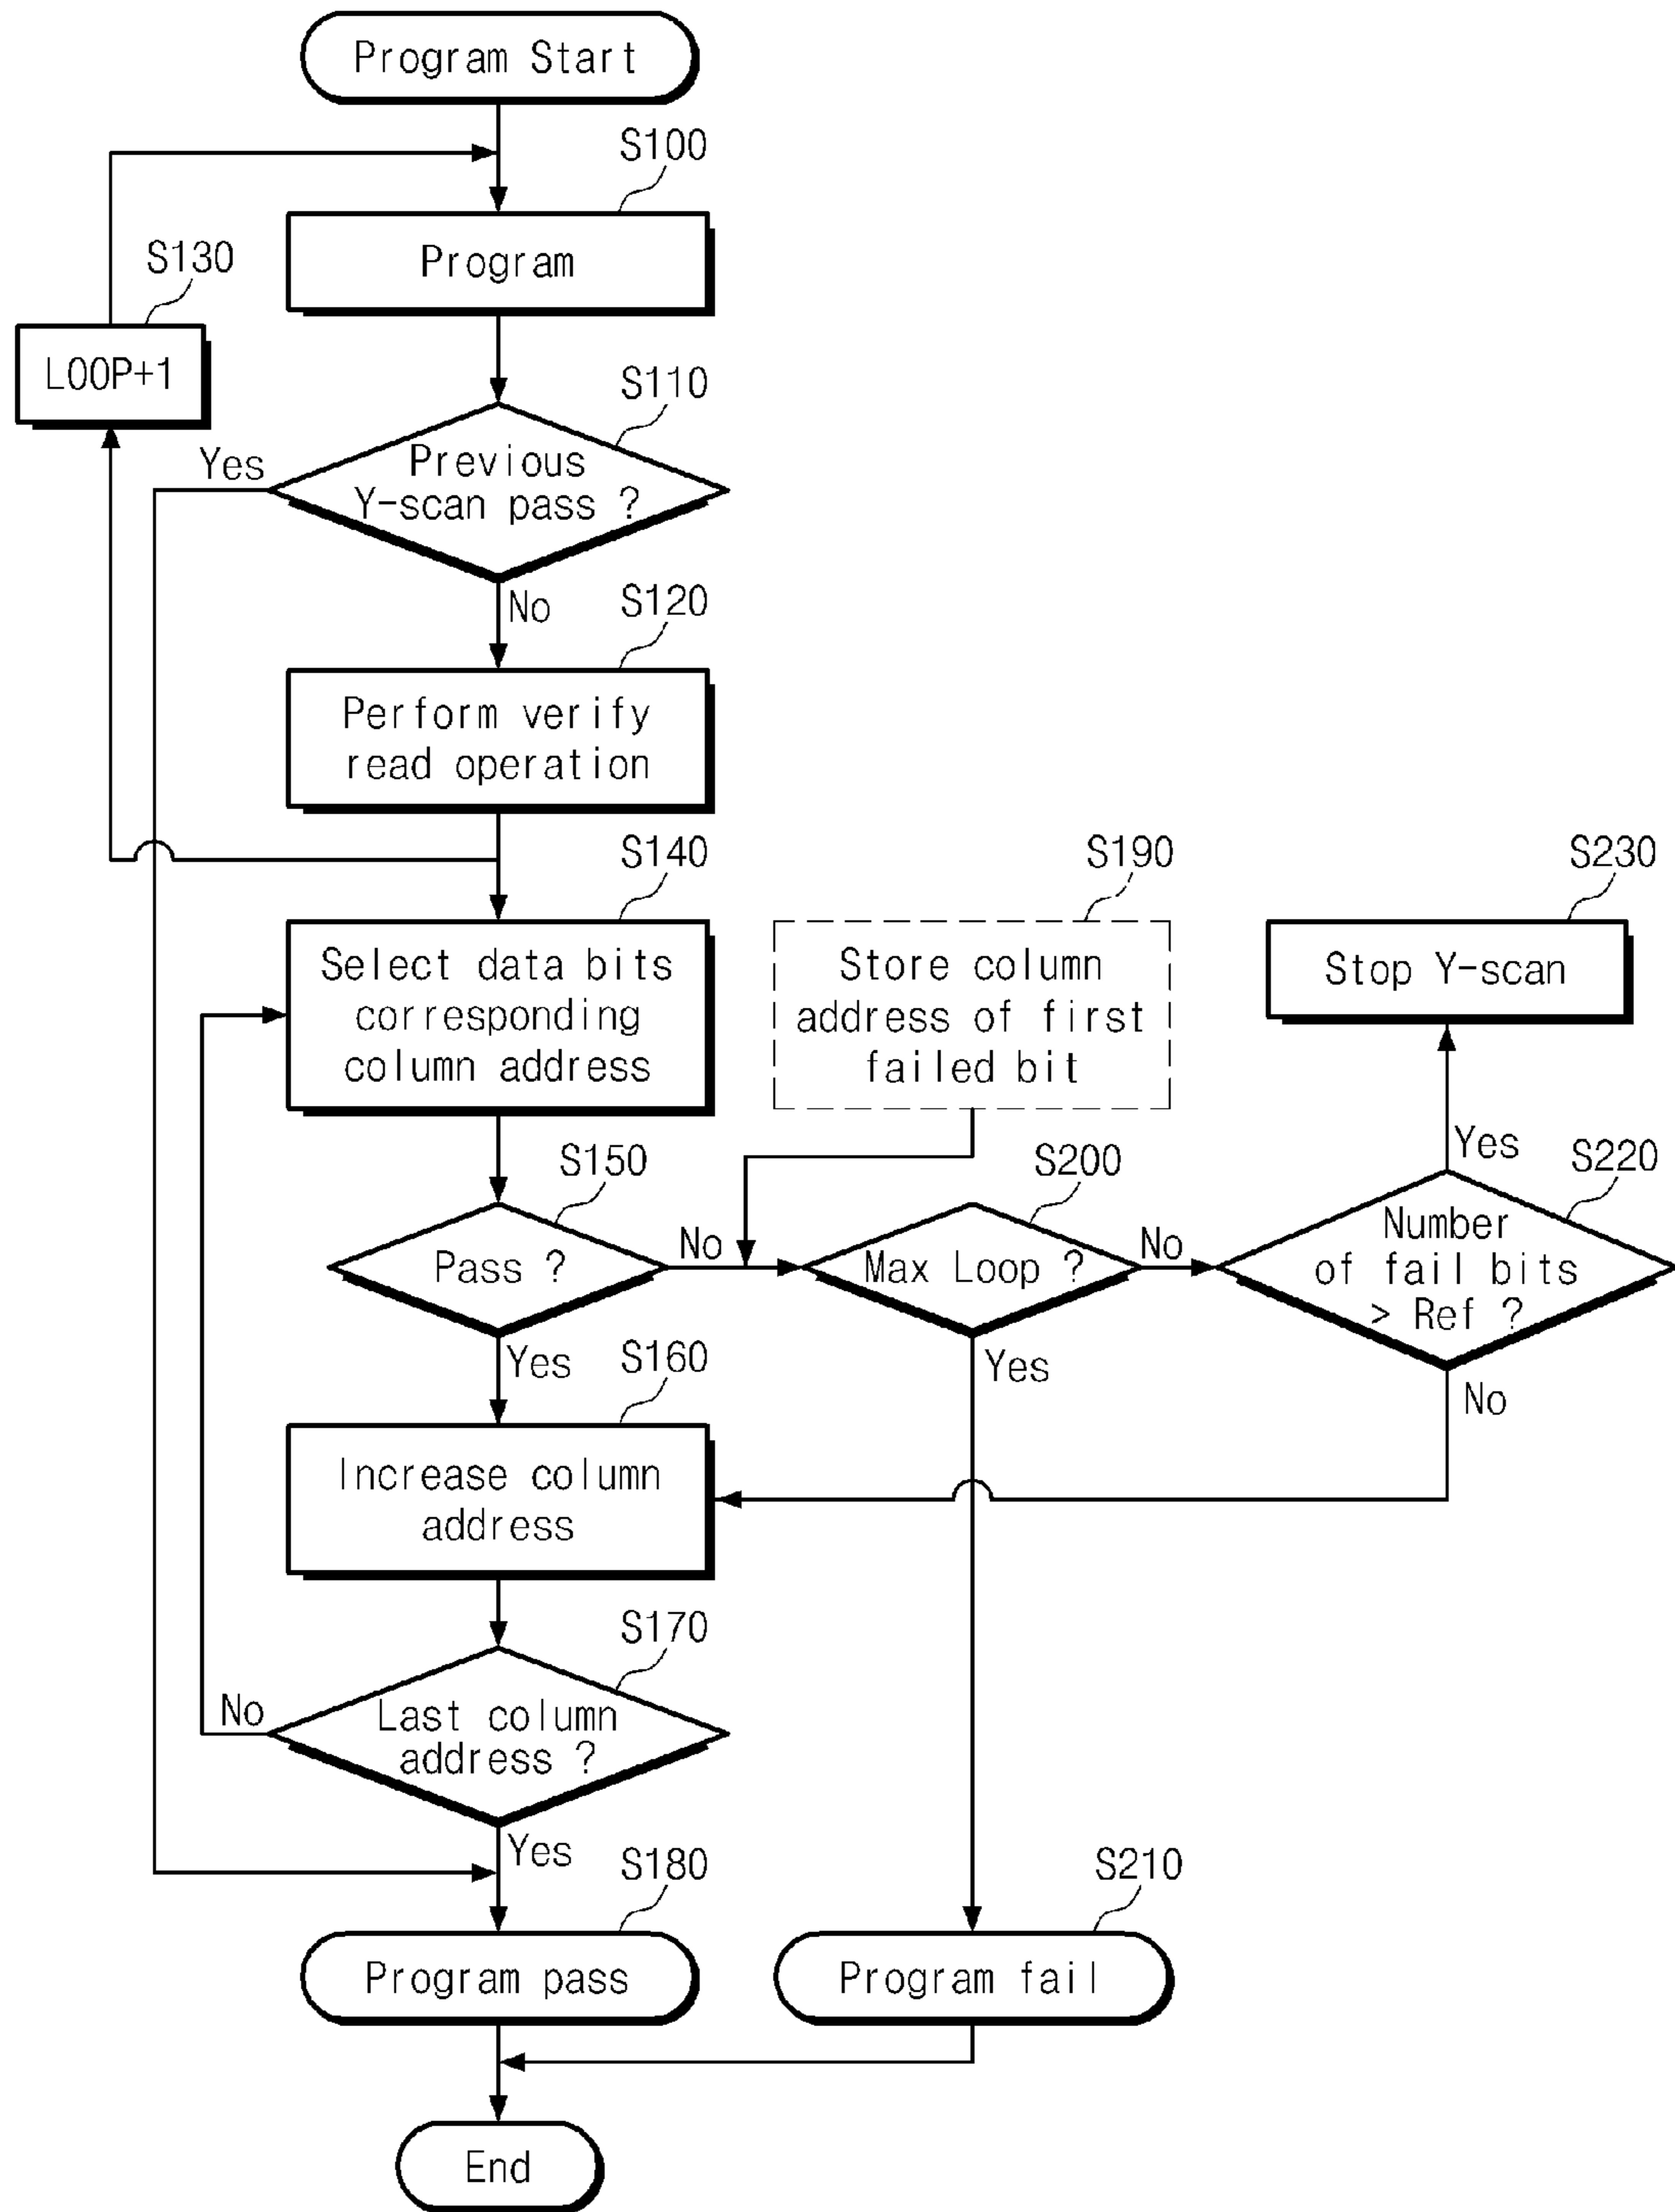 Program Start
S100
Program
S130
LOOP+1
S110
Previous
Y-scan pass ?
Yes
No
S120
Perform verify
read operation
S140
Select data bits
corresponding
column address
S190
Store column
address of first
failed bit
S230
Stop Y-scan
S150
Pass ?
No
Yes
S200
Max Loop ?
No
Yes
S220
Number
of fail bits
> Ref ?
Yes
No
S160
Increase column
address
S170
Last column
address ?
No
Yes
S180
Program pass
S210
Program fail
End